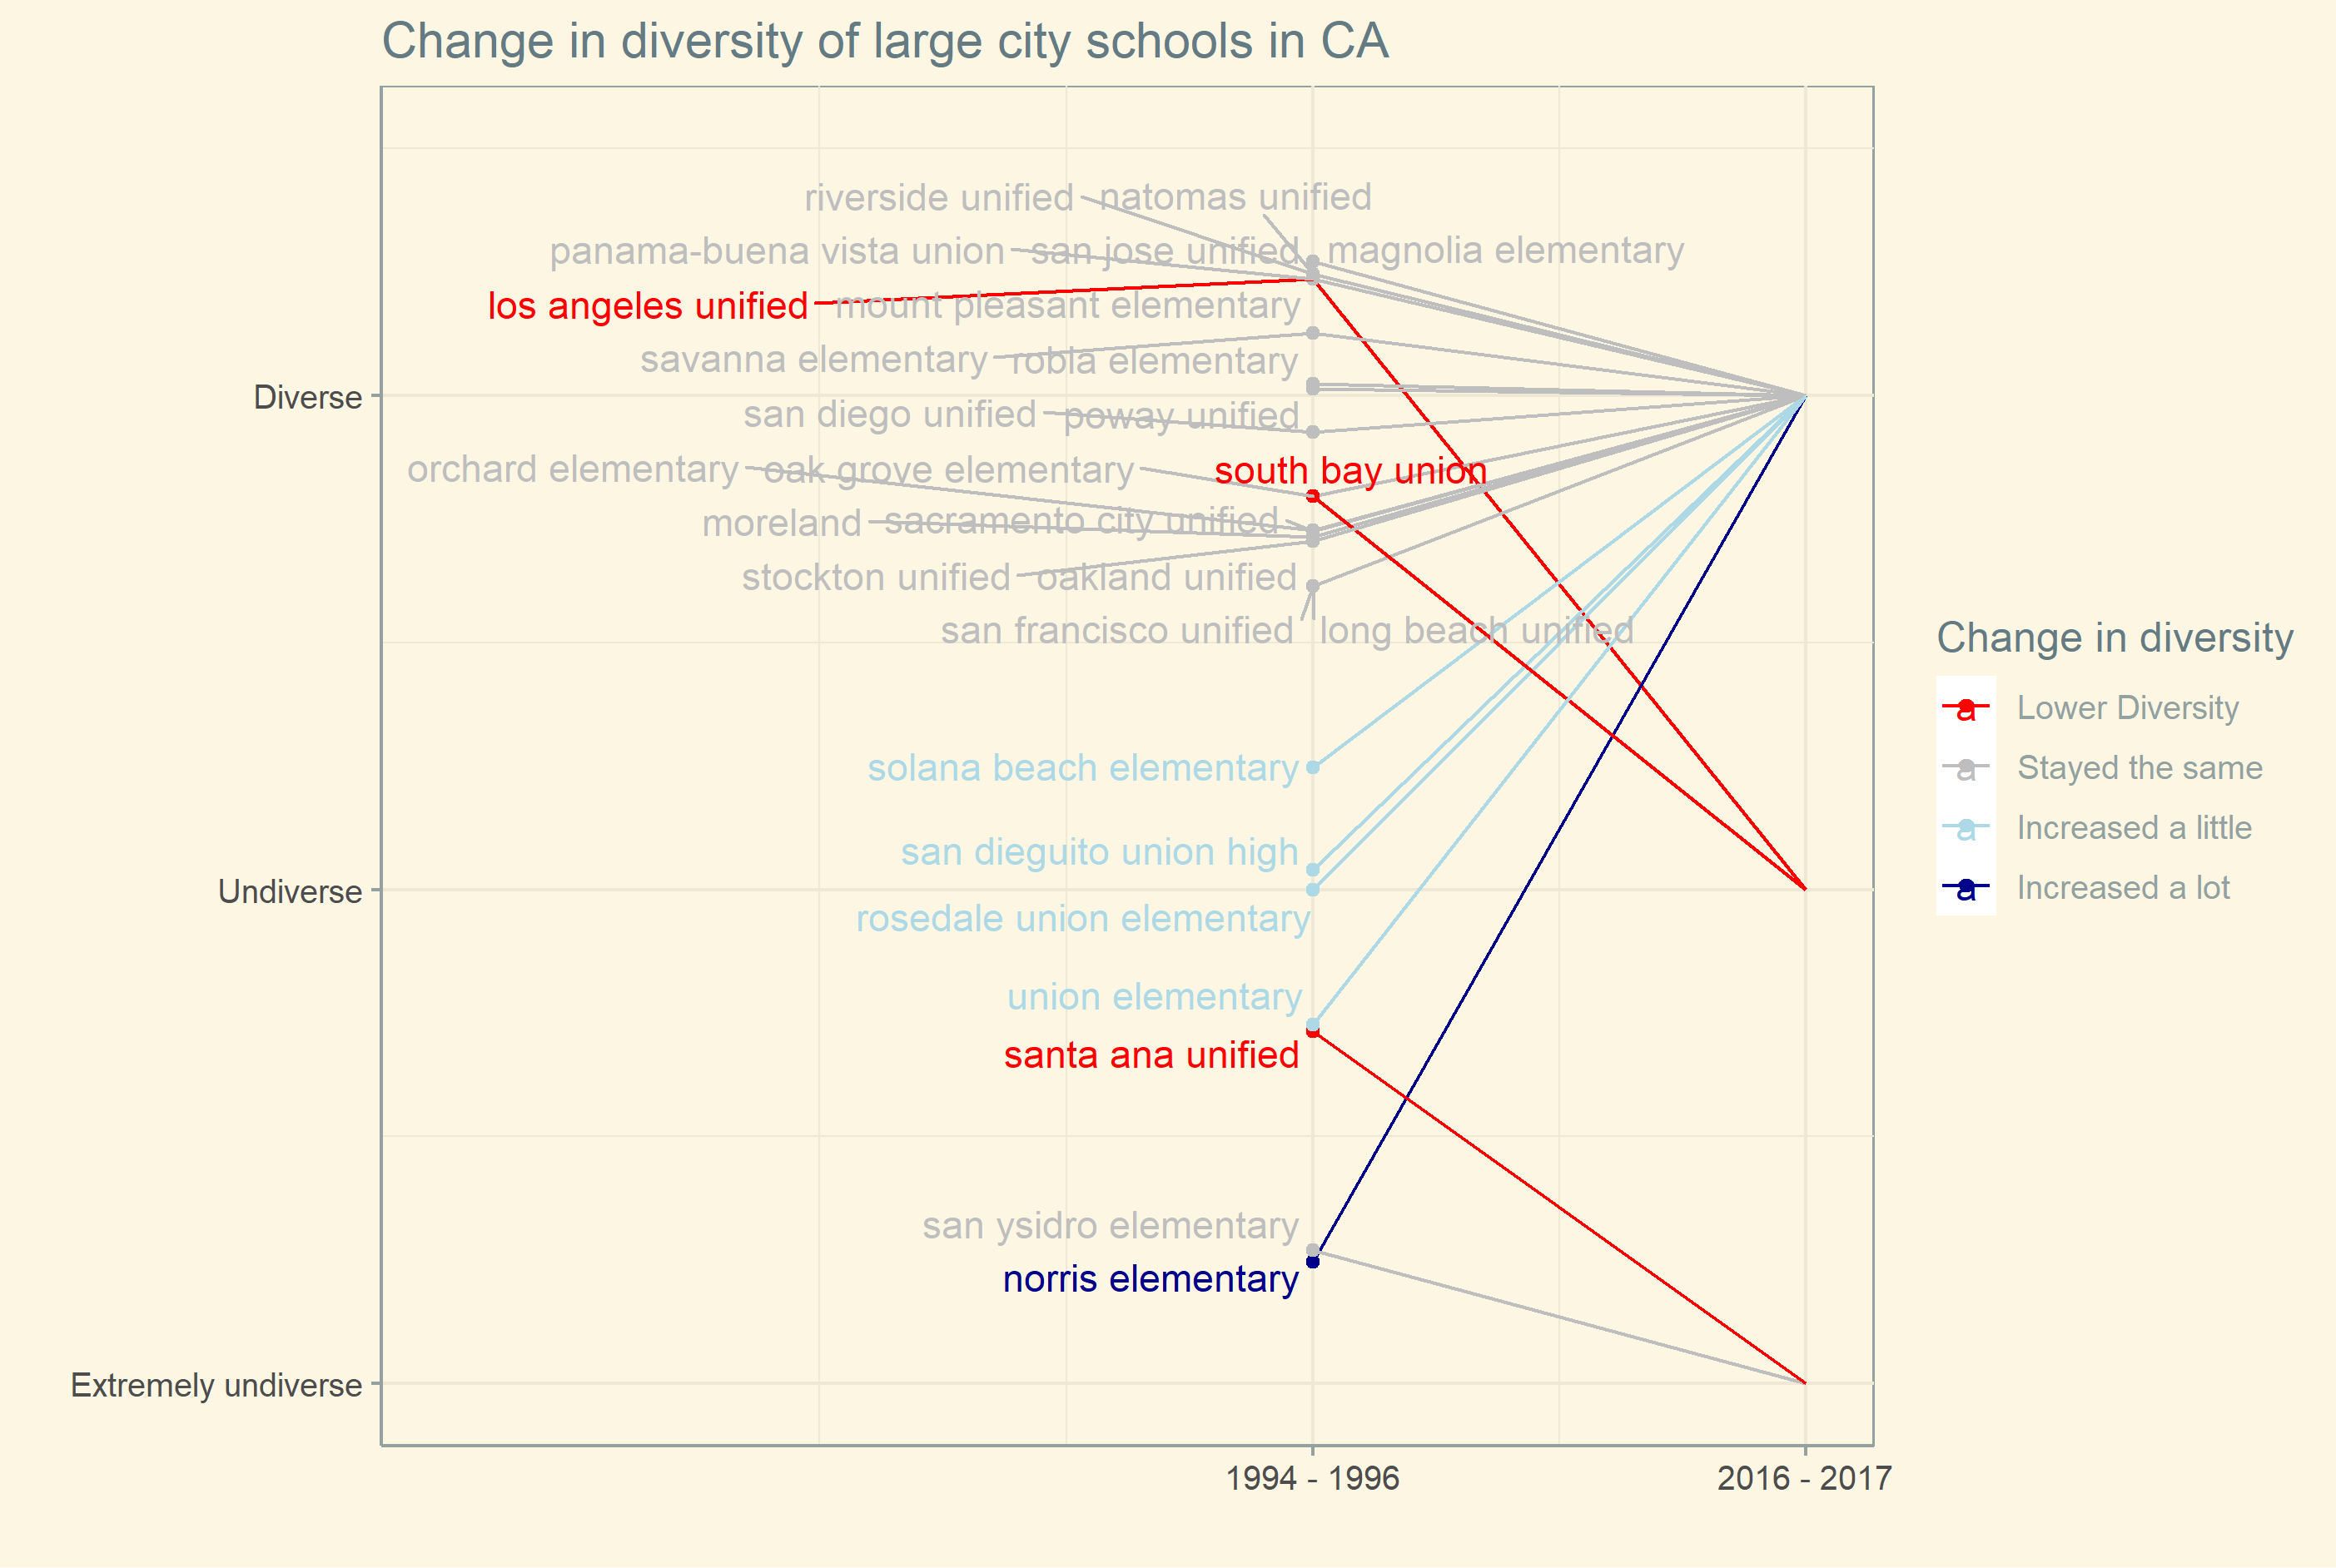 Change in diversity of large city schools in CA
riverside unified
natomas unified
panama-buena vista union
san jose unified
magnolia elementary
los angeles unified
mount pleasant elementary
savanna elementary
robla elementary
Diverse
san diego unified
poway unified
orchard elementary
oak grove elementary
south bay union
moreland
sacramento city unified
stockton unified
oakland unified
san francisco unified
long beach unified
solana beach elementary
san dieguito union high
Undiverse
rosedale union elementary
union elementary
santa ana unified
san ysidro elementary
norris elementary
Extremely undiverse
1994 - 1996
2016 - 2017
Change in diversity
a Lower Diversity
a Stayed the same
a Increased a little
a Increased a lot